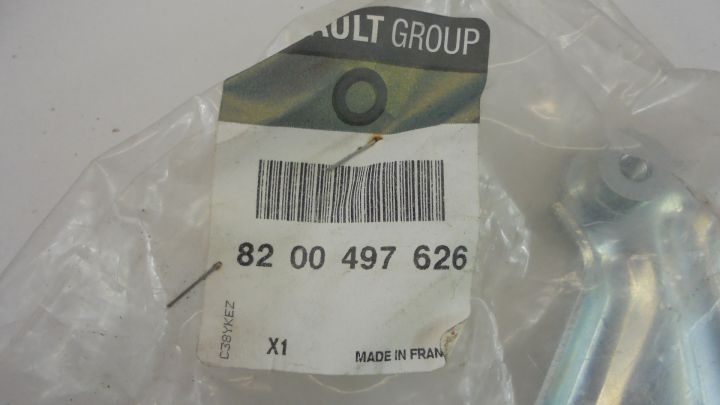 AULT GROUP
82 00 497 626
C38YKEZ
X1
MADE IN FRAN